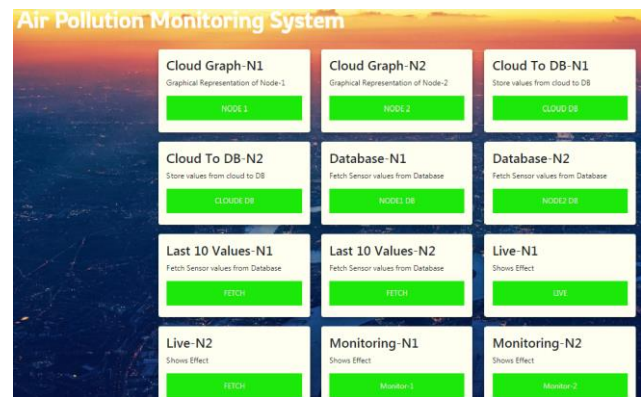 Air Pollution Monitoring System
Cloud Graph-N1
Graphical Representation of Node-1
NODE 1
Cloud Graph-N2
Graphical Representation of Node-2
NODE 2
Cloud To DB-N1
Store values from cloud to DB
CLOUD DB
Cloud To DB-N2
Store values from cloud to DB
CLOUDE DB
Database-N1
Fetch Sensor values from Database
NODE1 DB
Database-N2
Fetch Sensor values from Database
NODE2 DB
Last 10 Values-N1
Fetch Sensor values from Database
FETCH
Last 10 Values-N2
Fetch Sensor values from Database
FETCH
Live-N1
Shows Effect
LIVE
Live-N2
Shows Effect
FETCH
Monitoring-N1
Shows Effect
Monitor-1
Monitoring-N2
Shows Effect
Monitor-2